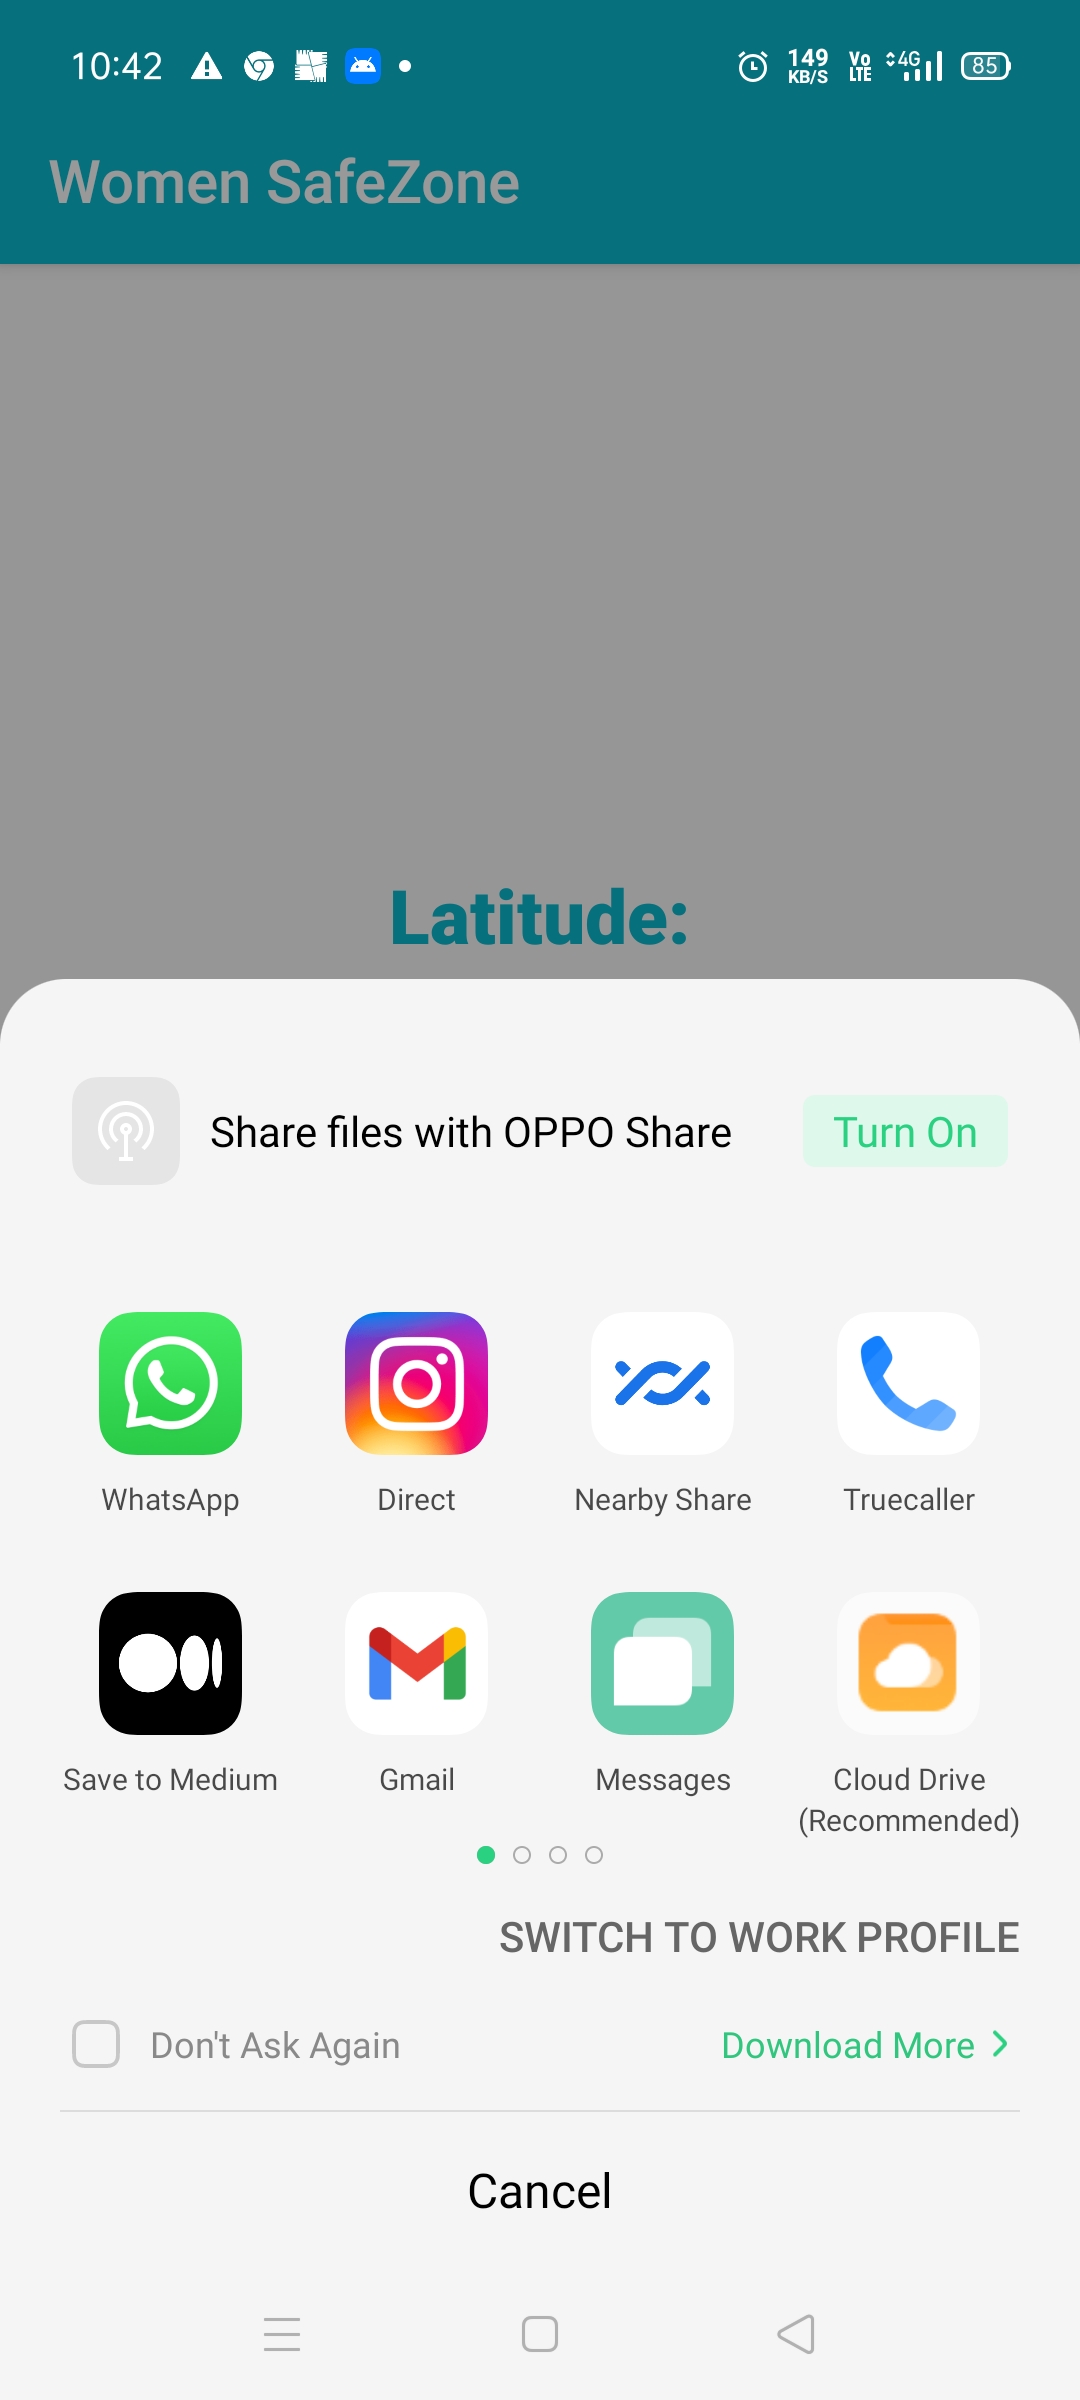 10:42
149
KB/S
Vo
LTE
4G
85
Women SafeZone
Latitude:
Share files with OPPO Share
Turn On
WhatsApp
Direct
Nearby Share
Truecaller
Save to Medium
Gmail
Messages
Cloud Drive
(Recommended)
SWITCH TO WORK PROFILE
Don't Ask Again
Download More
Cancel